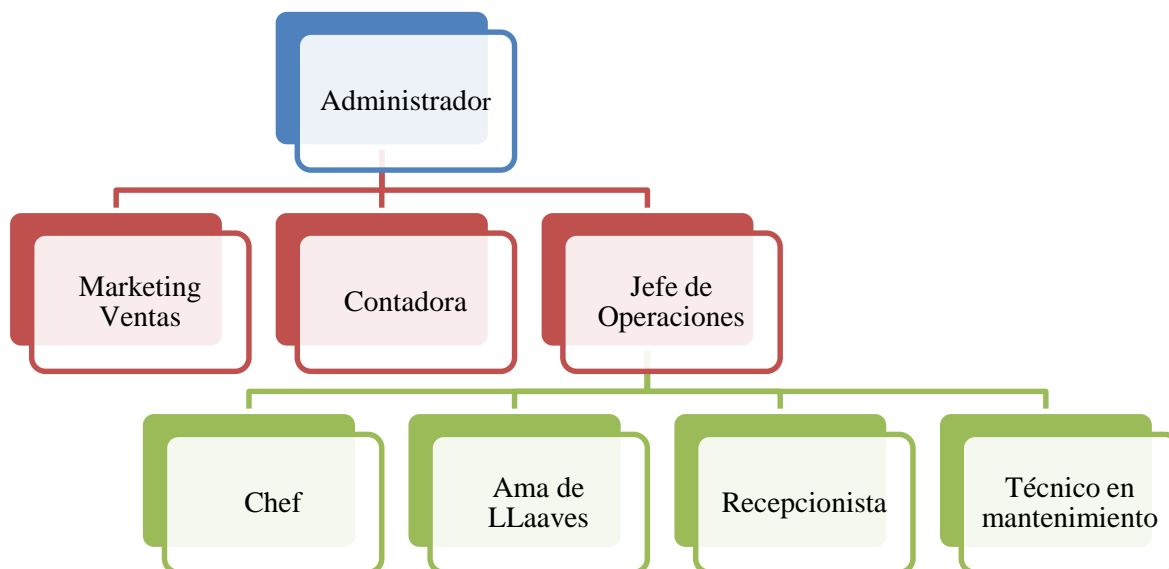 Administrador
Marketing
Ventas
Contadora
Jefe de
Operaciones
Chef
Ama de
LLaaves
Recepcionista
Técnico en
mantenimiento